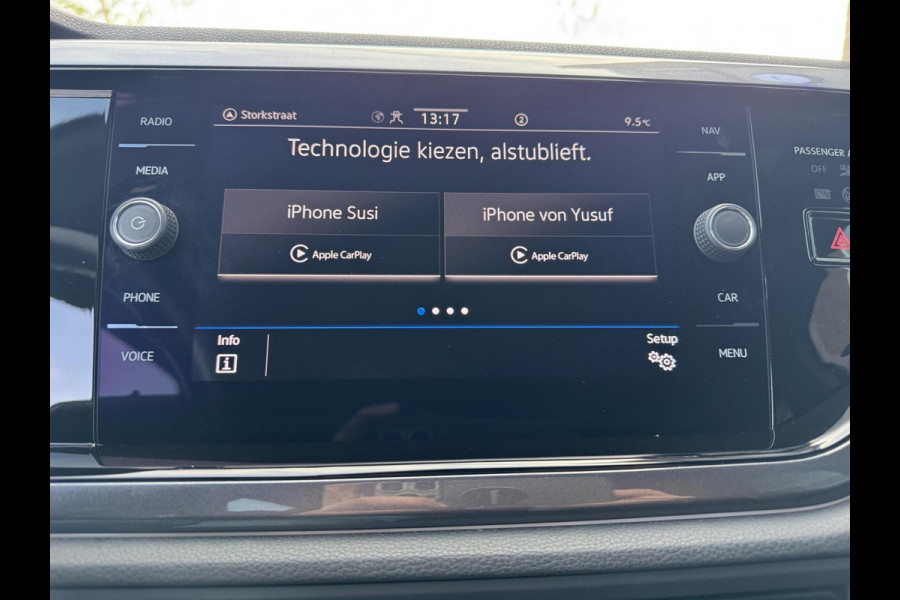 RADIO
MEDIA
PHONE
VOICE
Storkstraat
13:17
2
9.5°C
Technologie kiezen, alstublieft.
iPhone Susi
Apple CarPlay
iPhone von Yusuf
Apple CarPlay
Info
i
Setup
NAV
APP
CAR
MENU
PASSENGER
OFF